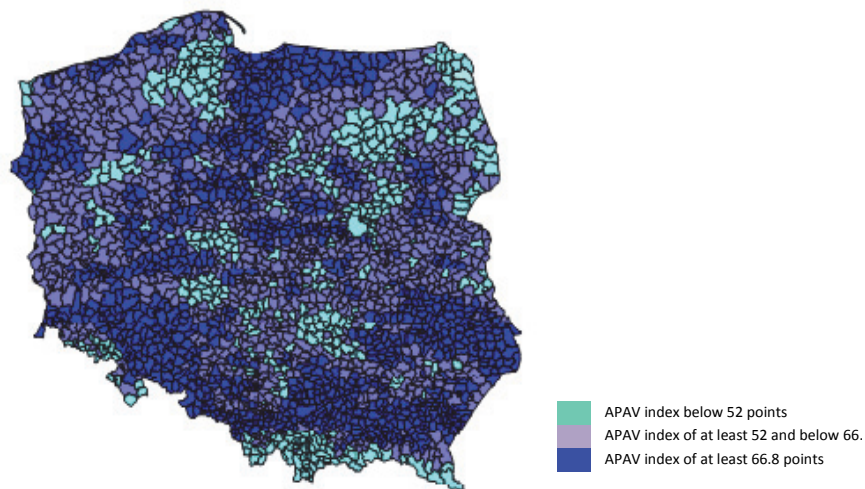 APAV index below 52 points
APAV index of at least 52 and below 66.
APAV index of at least 66.8 points